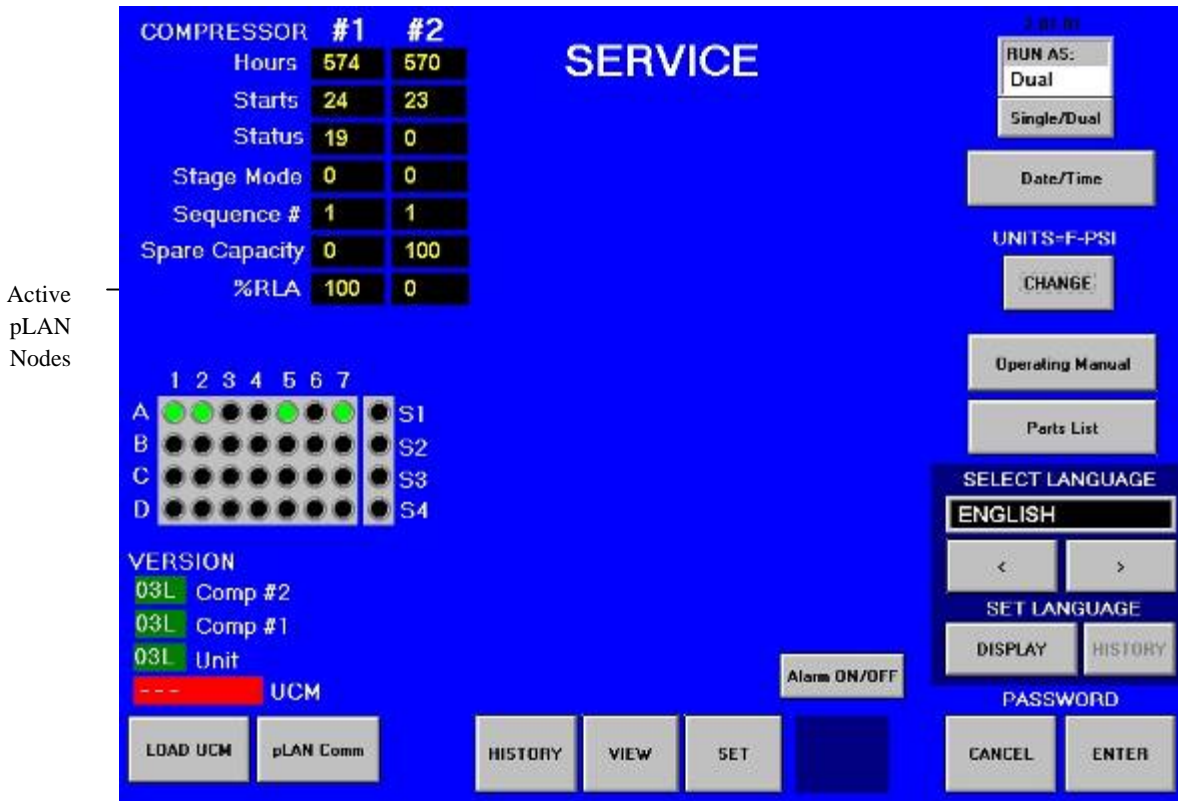 Active
pLAN
Nodes
COMPRESSOR #1 #2
Hours 574 570
Starts 24 23
Status 19 0
Stage Mode 0 0
Sequence # 1 1
Spare Capacity 0 100
%RLA 100 0
1 2 3 4 5 6 7
A S1
B S2
C S3
D S4
VERSION
03L Comp #2
03L Comp #1
03L Unit
--- UCM
LOAD UCM
pLAN Comm
SERVICE
HISTORY
VIEW
SET
Alarm ON/OFF
RUN AS:
Dual
Single/Dual
Date/Time
UNITS=F-PSI
CHANGE
Operating Manual
Parts List
SELECT LANGUAGE
ENGLISH
< >
SET LANGUAGE
DISPLAY HISTORY
PASSWORD
CANCEL ENTER